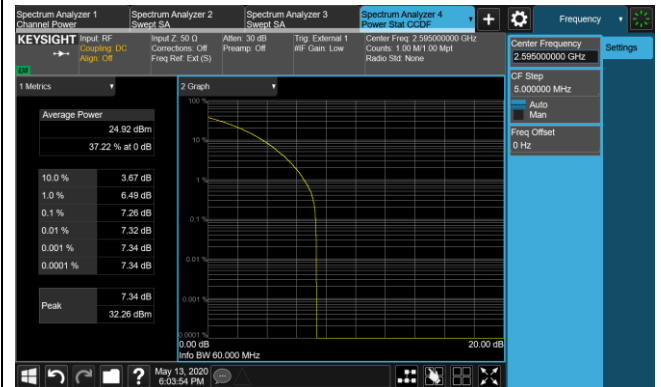 Spectrum Analyzer 1
Channel Power
Spectrum Analyzer 2
Swept SA
Spectrum Analyzer 3
Swept SA
Spectrum Analyzer 4
Power Stat CCDF
+
Frequency
KEYSIGHT
Input: RF
Coupling: DC
Align: Off
Input Z: 50 Ω
Corrections: Off
Freq Ref: Ext (S)
Atten: 30 dB
Preamp: Off
Trig: External 1
#IF Gain: Low
Center Freq: 2.595000000 GHz
Counts: 1.00 M/1.00 Mpt
Radio Std: None
LXI
Center Frequency
2.595000000 GHz
Settings
CF Step
5.000000 MHz
Auto
Man
Freq Offset
0 Hz
1 Metrics
2 Graph
Average Power
24.92 dBm
37.22 % at 0 dB
10.0 % 3.67 dB
1.0 % 6.49 dB
0.1 % 7.26 dB
0.01 % 7.32 dB
0.001 % 7.34 dB
0.0001 % 7.34 dB
Peak
7.34 dB
32.26 dBm
100 %
10 %
1 %
0.1 %
0.01 %
0.001 %
0.0001 %
0.00 dB
20.00 dB
Info BW 60.000 MHz
?
May 13, 2020
6:03:54 PM